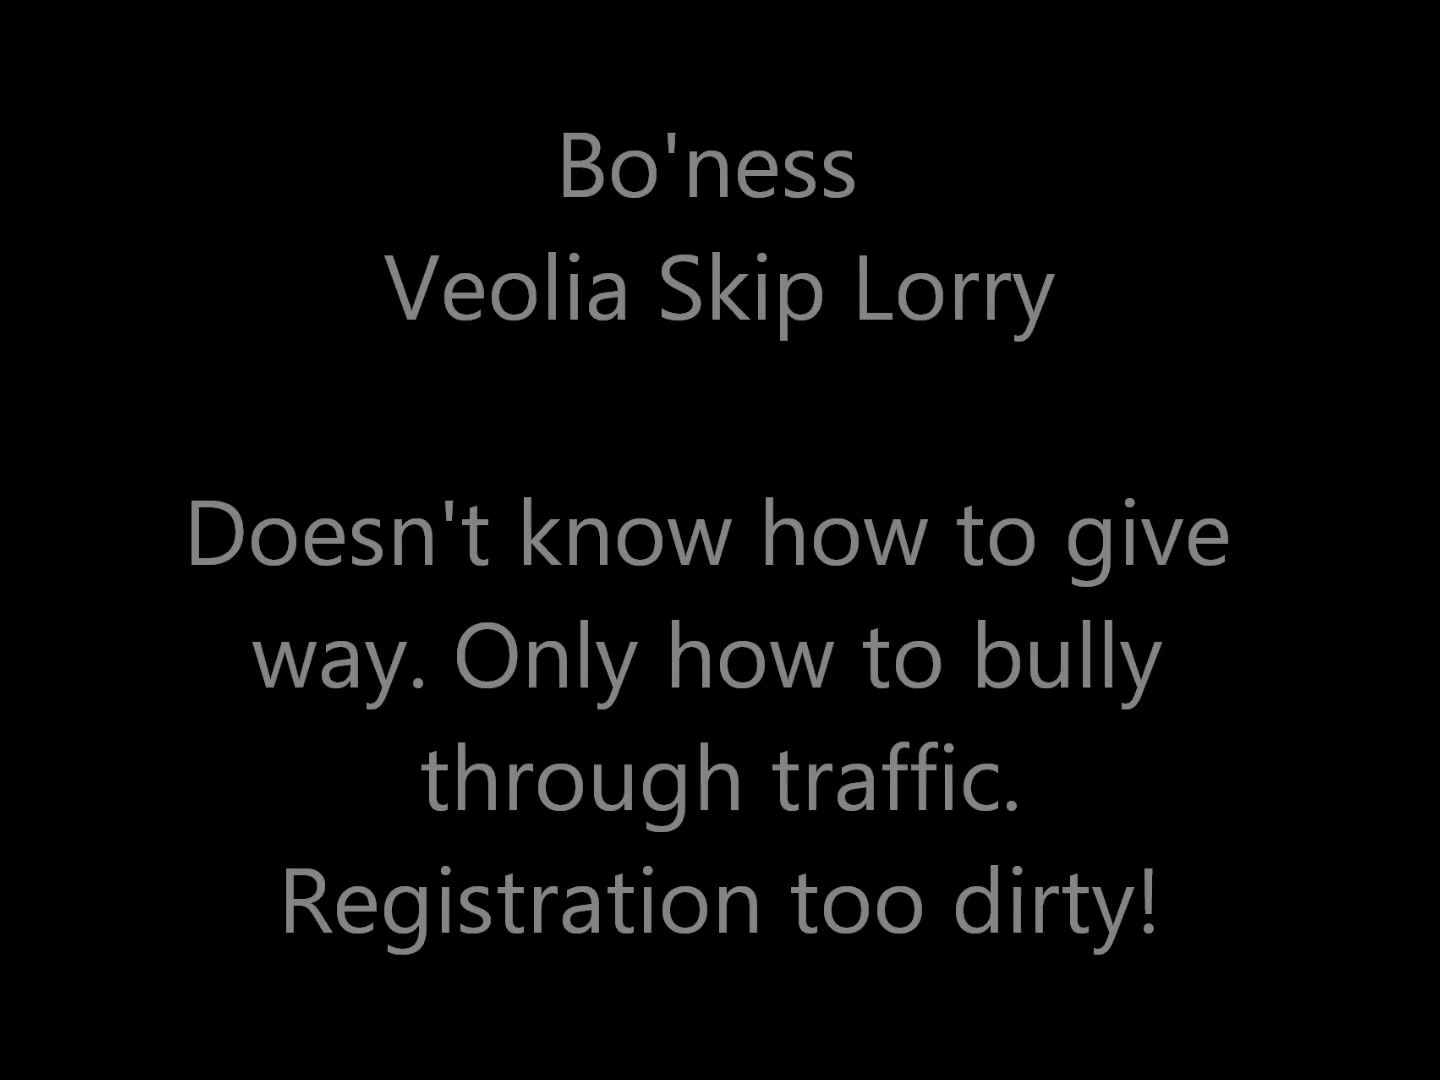 Bo'ness
Veolia Skip Lorry
Doesn't know how to give
way. Only how to bully
through traffic.
Registration too dirty!